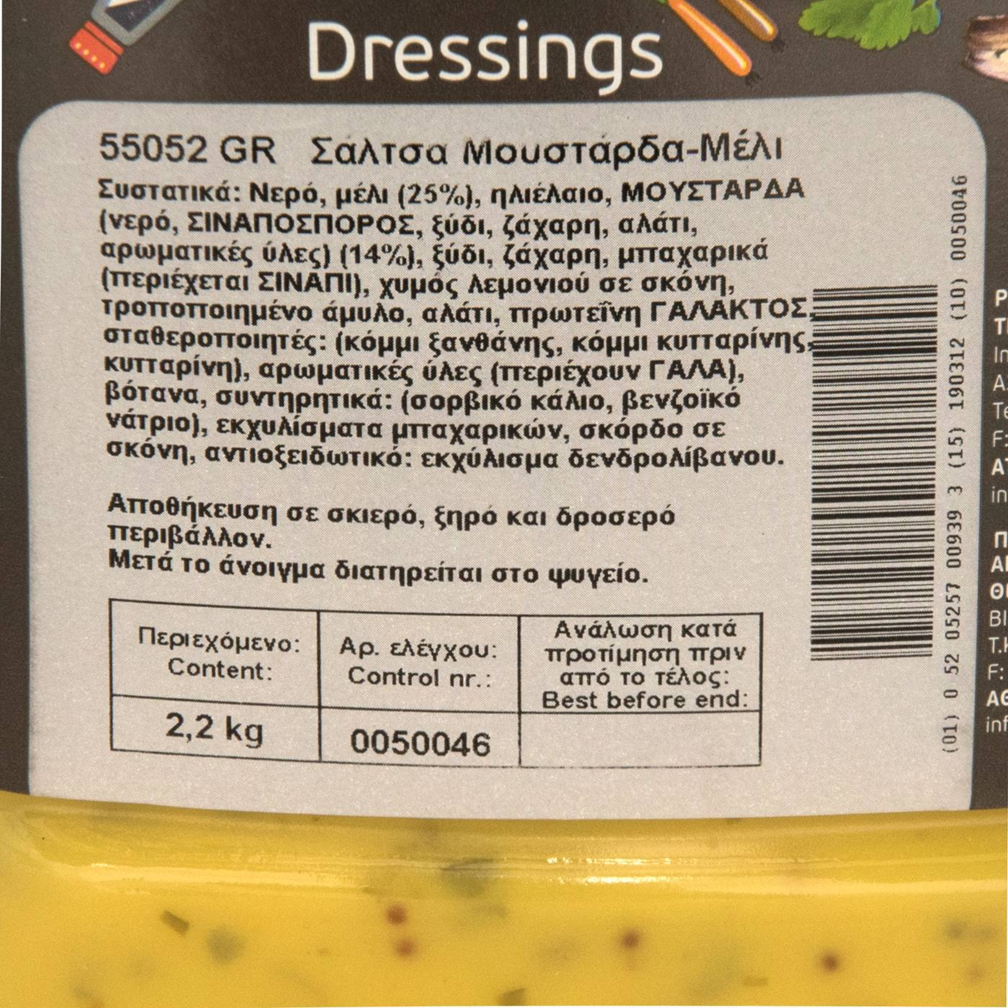 Dressings
55052 GR Σάλτσα Μουστάρδα-Μέλι
Συστατικά: Νερό, μέλι (25%), ηλιέλαιο, ΜΟΥΣΤΑΡΔΑ
(νερό, ΣΙΝΑΠΟΣΠΟΡΟΣ, ξύδι, ζάχαρη, αλάτι,
αρωματικές ύλες) (14%), ξύδι, ζάχαρη, μπαχαρικά
(περιέχεται ΣΙΝΑΠΙ), χυμός λεμονιού σε σκόνη,
τροποποιημένο άμυλο, αλάτι, πρωτεΐνη ΓΑΛΑΚΤΟΣ,
σταθεροποιητές: (κόμμι ξανθάνης, κόμμι κυτταρίνης,
κυτταρίνη), αρωματικές ύλες (περιέχουν ΓΑΛΑ),
βότανα, συντηρητικά: (σορβικό κάλιο, βενζοϊκό
νάτριο), εκχυλίσματα μπαχαρικών, σκόρδο σε
σκόνη, αντιοξειδωτικό: εκχύλισμα δενδρολίβανου.
Αποθήκευση σε σκιερό, ξηρό και δροσερό
περιβάλλον.
Μετά το άνοιγμα διατηρείται στο ψυγείο.
Περιεχόμενο:
Content:
2,2 kg
Αρ. ελέγχου:
Control nr.:
0050046
Ανάλωση κατά
προτίμηση πριν
από το τέλος:
Best before end:
(01) 0 52 05257 00939 3 (15) 190312 (10) 0050046